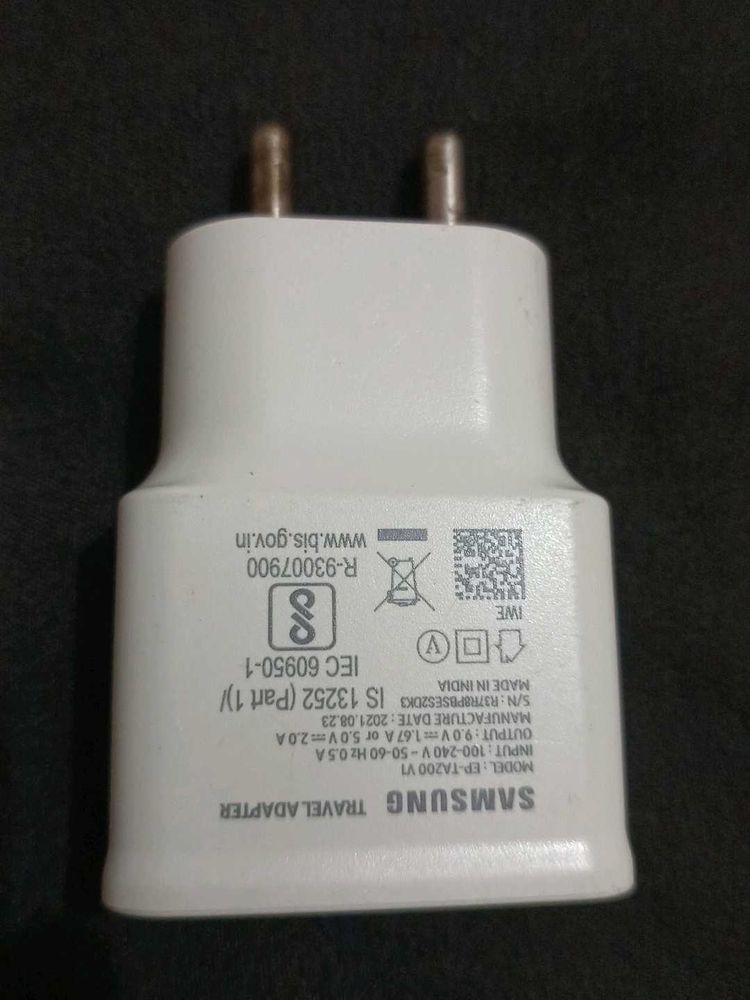 SAMSUNG TRAVEL ADAPTER
MODEL : EP-TA200 V1
INPUT : 100-240 V ~ 50-60 Hz 0.5 A
OUTPUT : 9.0 V ⎓ 1.67 A or 5.0 V ⎓ 2.0 A
MANUFACTURE DATE : 2021.08.23
S/N : R37R8PBSES2DK3
MADE IN INDIA
IS 13252 (Part 1)/
IEC 60950-1
V
IWE
R-93007900
www.bis.gov.in